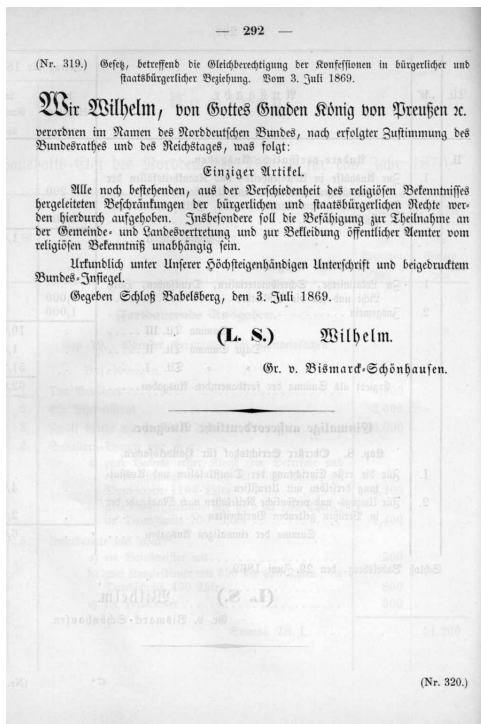 — 292 —
(Nr. 319.) Gesetz, betreffend die Gleichberechtigung der Konfessionen in bürgerlicher und
staatsbürgerlicher Beziehung. Vom 3. Juli 1869.
Wir Wilhelm, von Gottes Gnaden König von Preußen ꝛc.
verordnen im Namen des Norddeutschen Bundes, nach erfolgter Zustimmung des
Bundesrathes und des Reichstages, was folgt:
Einziger Artikel.
Alle noch bestehenden, aus der Verschiedenheit des religiösen Bekenntnisses
hergeleiteten Beschränkungen der bürgerlichen und staatsbürgerlichen Rechte wer-
den hierdurch aufgehoben. Insbesondere soll die Befähigung zur Theilnahme an
der Gemeinde- und Landesvertretung und zur Bekleidung öffentlicher Aemter vom
religiösen Bekenntniß unabhängig sein.
Urkundlich unter Unserer Höchsteigenhändigen Unterschrift und beigedrucktem
Bundes-Insiegel.
Gegeben Schloß Babelsberg, den 3. Juli 1869.
(L. S.) Wilhelm.
Gr. v. Bismarck-Schönhausen.
(Nr. 320.)